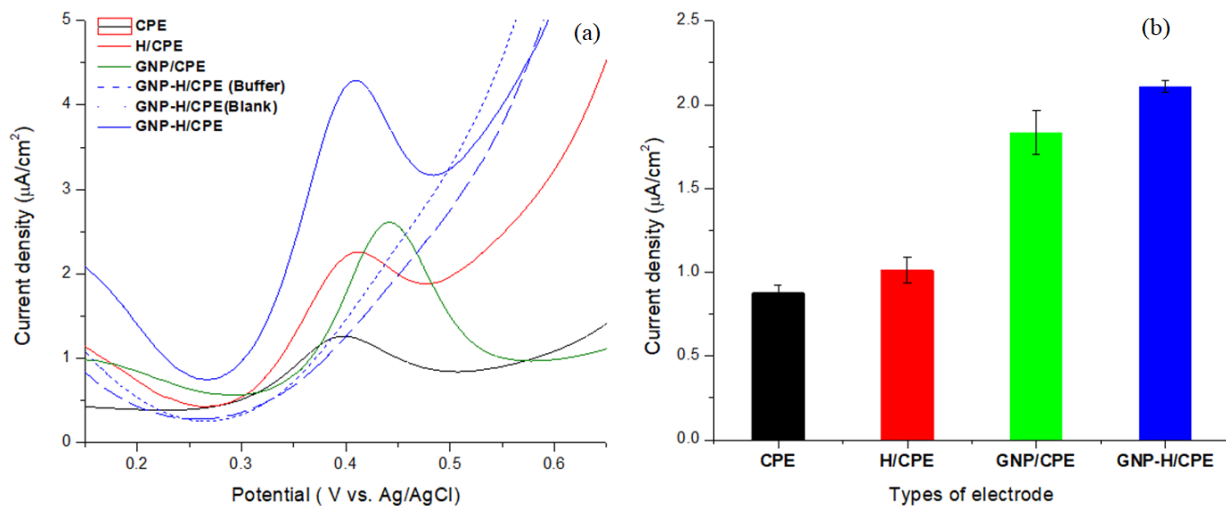 (a)
CPE
H/CPE
GNP/CPE
GNP-H/CPE (Buffer)
GNP-H/CPE(Blank)
GNP-H/CPE
Current density (µA/cm²)
5
4
3
2
1
0
0.2 0.3 0.4 0.5 0.6
Potential ( V vs. Ag/AgCl)
(b)
Current density (µA/cm²)
2.5
2.0
1.5
1.0
0.5
0.0
CPE H/CPE GNP/CPE GNP-H/CPE
Types of electrode